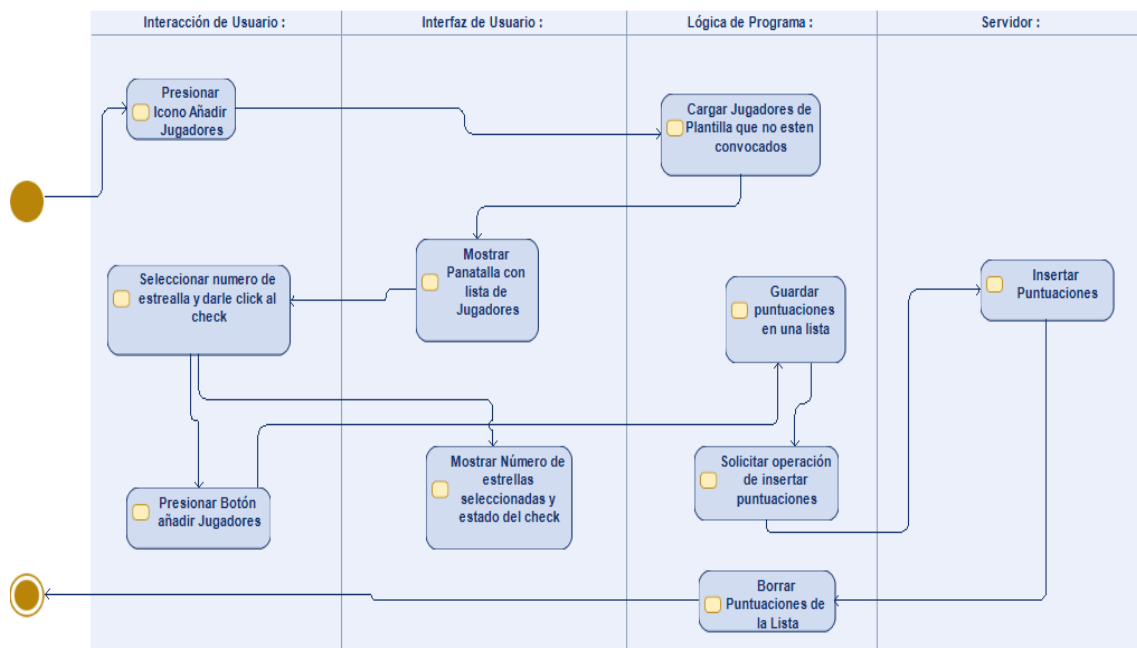 Interacción de Usuario :
Interfaz de Usuario :
Lógica de Programa :
Servidor :
Presionar
Icono Añadir
Jugadores
Cargar Jugadores de
Plantilla que no esten
convocados
Mostrar
Panatalla con
lista de
Jugadores
Seleccionar numero de
estrealla y darle click al
check
Guardar
puntuaciones
en una lista
Insertar
Puntuaciones
Presionar Botón
añadir Jugadores
Mostrar Número de
estrellas
seleccionadas y
estado del check
Solicitar operación
de insertar
puntuaciones
Borrar
Puntuaciones de
la Lista